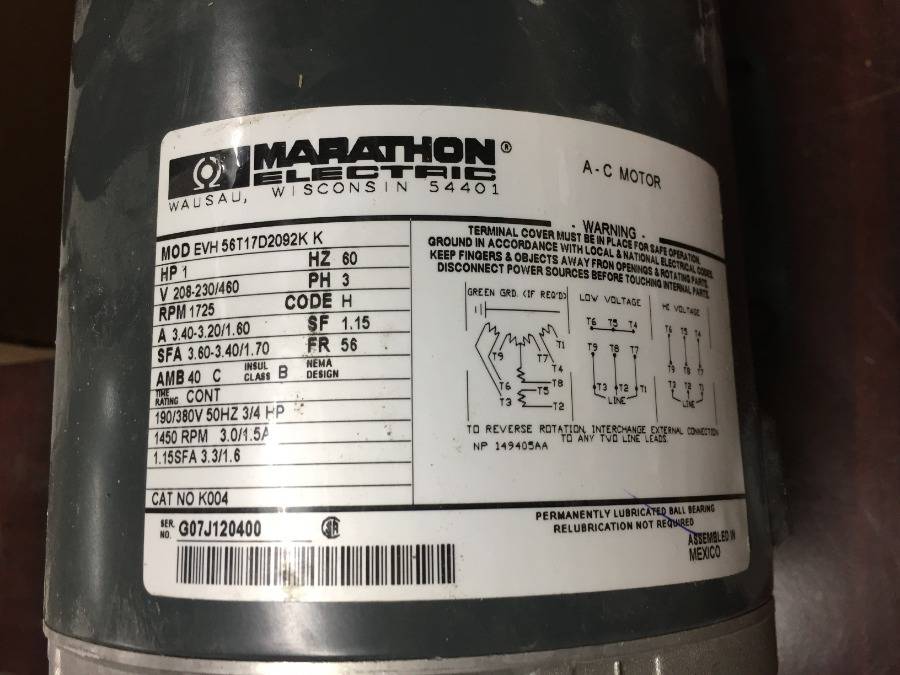 MARATHON®
ELECTRIC
WAUSAU, WISCONSIN 54401
A-C MOTOR
MOD EVH 56T17D2092K K
HP 1 HZ 60
V 208-230/460 PH 3
RPM 1725 CODE H
A 3.40-3.20/1.60 SF 1.15
SFA 3.60-3.40/1.70 FR 56
AMB 40 C INSUL CLASS B NEMA DESIGN
TIME RATING CONT
190/380V 50HZ 3/4 HP
1450 RPM 3.0/1.5A
1.15SFA 3.3/1.6
CAT NO K004
- WARNING -
TERMINAL COVER MUST BE IN PLACE FOR SAFE OPERATION.
GROUND IN ACCORDANCE WITH LOCAL & NATIONAL ELECTRICAL CODES.
KEEP FINGERS & OBJECTS AWAY FROM OPENINGS & ROTATING PARTS.
DISCONNECT POWER SOURCES BEFORE TOUCHING INTERNAL PARTS.
GREEN GRD. (IF REQ'D)
T9 T7 T1
T4
T6 T8
T3 T5
T2
LOW VOLTAGE
T6 T5 T4
T9 T8 T7
T3 T2 T1
LINE
HI VOLTAGE
T6 T5 T4
T9 T8 T7
T3 T2 T1
LINE
TO REVERSE ROTATION, INTERCHANGE EXTERNAL CONNECTION
TO ANY TWO LINE LEADS.
NP 149405AA
SER. NO. G07J120400
PERMANENTLY LUBRICATED BALL BEARING
RELUBRICATION NOT REQUIRED
ASSEMBLED IN
MEXICO